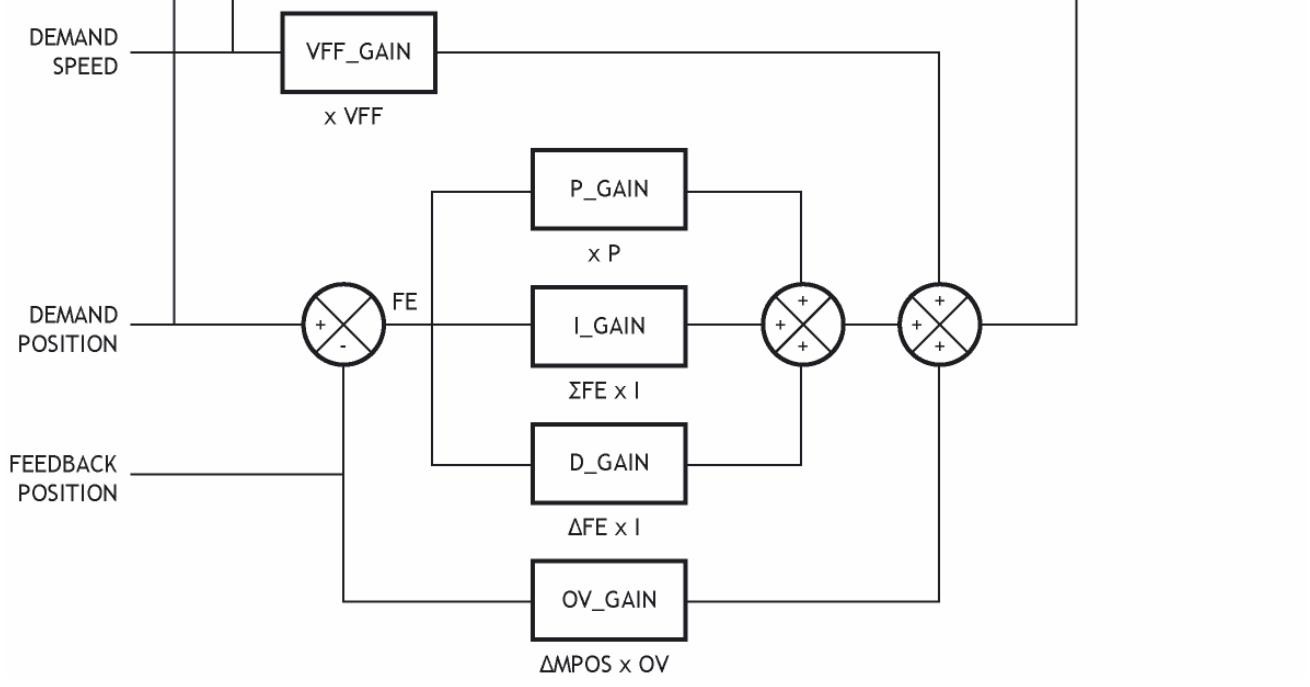 DEMAND
SPEED
VFF_GAIN
x VFF
P_GAIN
x P
DEMAND
POSITION
+
-
FE
I_GAIN
+
+
+
+
+
+
ΣFE x I
FEEDBACK
POSITION
D_GAIN
ΔFE x I
OV_GAIN
ΔMPOS x OV